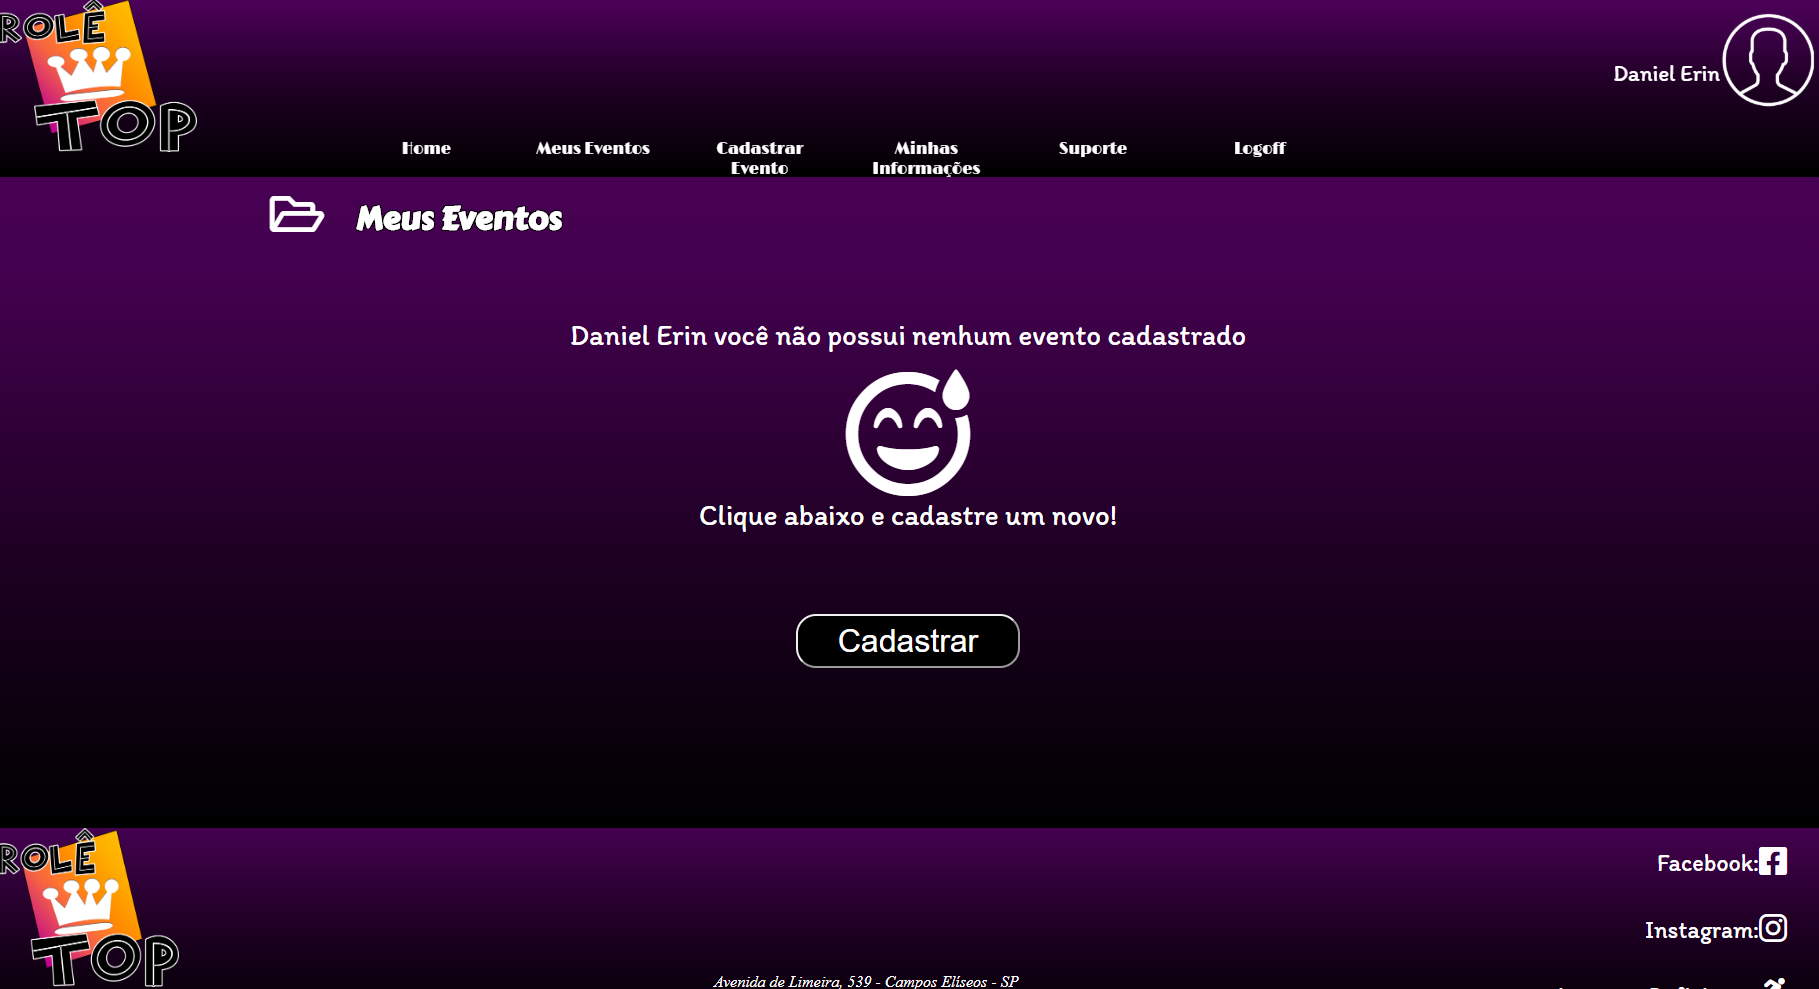 ROLÊ
TOP
Daniel Erin
Home
Meus Eventos
Cadastrar
Evento
Minhas
Informações
Suporte
Logoff
Meus Eventos
Daniel Erin você não possui nenhum evento cadastrado
Clique abaixo e cadastre um novo!
Cadastrar
ROLÊ
TOP
Facebook:
Instagram:
Avenida de Limeira, 539 - Campos Elíseos - SP